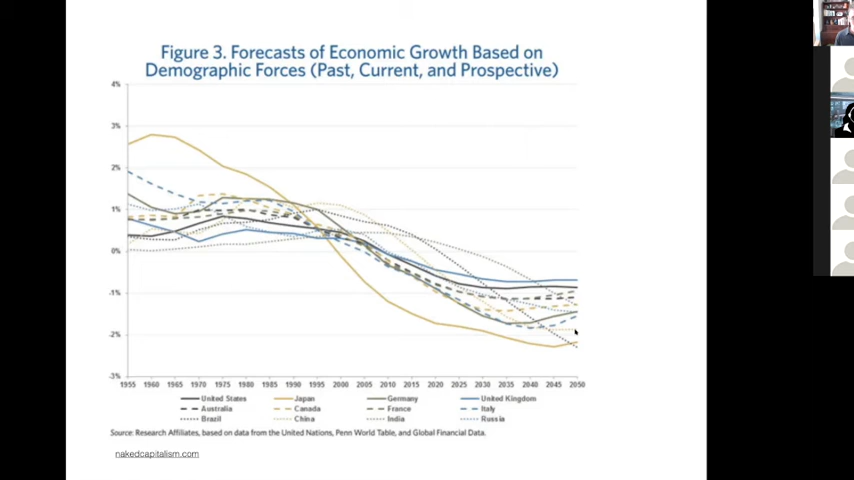 Figure 3. Forecasts of Economic Growth Based on
Demographic Forces (Past, Current, and Prospective)
4%
3%
2%
1%
0%
-1%
-2%
-3%
1955 1960 1965 1970 1975 1980 1985 1990 1995 2000 2005 2010 2015 2020 2025 2030 2035 2040 2045 2050
United States Japan Germany United Kingdom
Australia Canada France Italy
Brazil China India Russia
Source: Research Affiliates, based on data from the United Nations, Penn World Table, and Global Financial Data.
nakedcapitalism.com